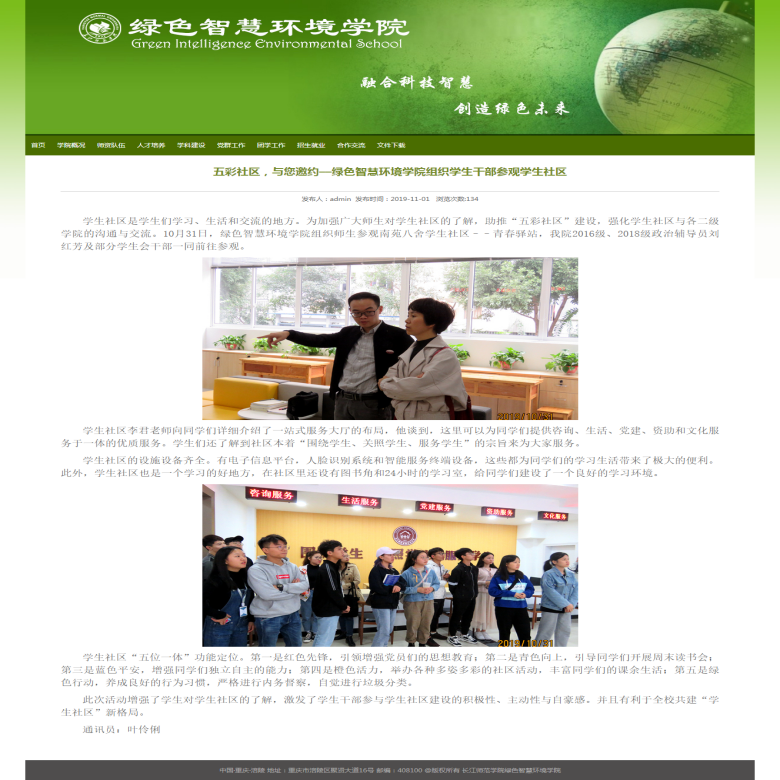 绿色智慧环境学院
Green Intelligence Environmental School
融合科技智慧
创造绿色未来
首页 学院概况 师资队伍 人才培养 学科建设 党群工作 团学工作 招生就业 合作交流 文件下载
五彩社区，与您邀约—绿色智慧环境学院组织学生干部参观学生社区
发布人：admin 发布时间：2019-11-01 浏览次数:134
学生社区是学生们学习、生活和交流的地方。为加强广大师生对学生社区的了解，助推“五彩社区”建设，强化学生社区与各二级
学院的沟通与交流。10月31日，绿色智慧环境学院组织师生参观南苑八舍学生社区--青春驿站，我院2016级、2018级政治辅导员刘
红芳及部分学生会干部一同前往参观。
2019/10/31
学生社区李君老师向同学们详细介绍了一站式服务大厅的布局，他谈到，这里可以为同学们提供咨询、生活、党建、资助和文化服
务于一体的优质服务。学生们还了解到社区本着“围绕学生、关照学生、服务学生”的宗旨来为大家服务。
学生社区的设施设备齐全。有电子信息平台，人脸识别系统和智能服务终端设备，这些都为同学们的学习生活带来了极大的便利。
此外，学生社区也是一个学习的好地方。在社区里还设有图书角和24小时的学习室，给同学们建设了一个良好的学习环境。
咨询服务 生活服务 党建服务 资助服务 文化服务
2019/10/31
学生社区“五位一体”功能定位。第一是红色先锋，引领增强党员们的思想教育；第二是青色向上，引导同学们开展周末读书会；
第三是蓝色平安，增强同学们独立自主的能力；第四是橙色活力，举办各种多姿多彩的社区活动，丰富同学们的课余生活；第五是绿
色行动，养成良好的行为习惯，严格进行内务督察，自觉进行垃圾分类。
此次活动增强了学生对学生社区的了解，激发了学生干部参与学生社区建设的积极性、主动性与自豪感。并且有利于全校共建“学
生社区”新格局。
通讯员：叶伶俐
中国·重庆·涪陵 地址：重庆市涪陵区聚贤大道16号 邮编：408100 @版权所有 长江师范学院绿色智慧环境学院